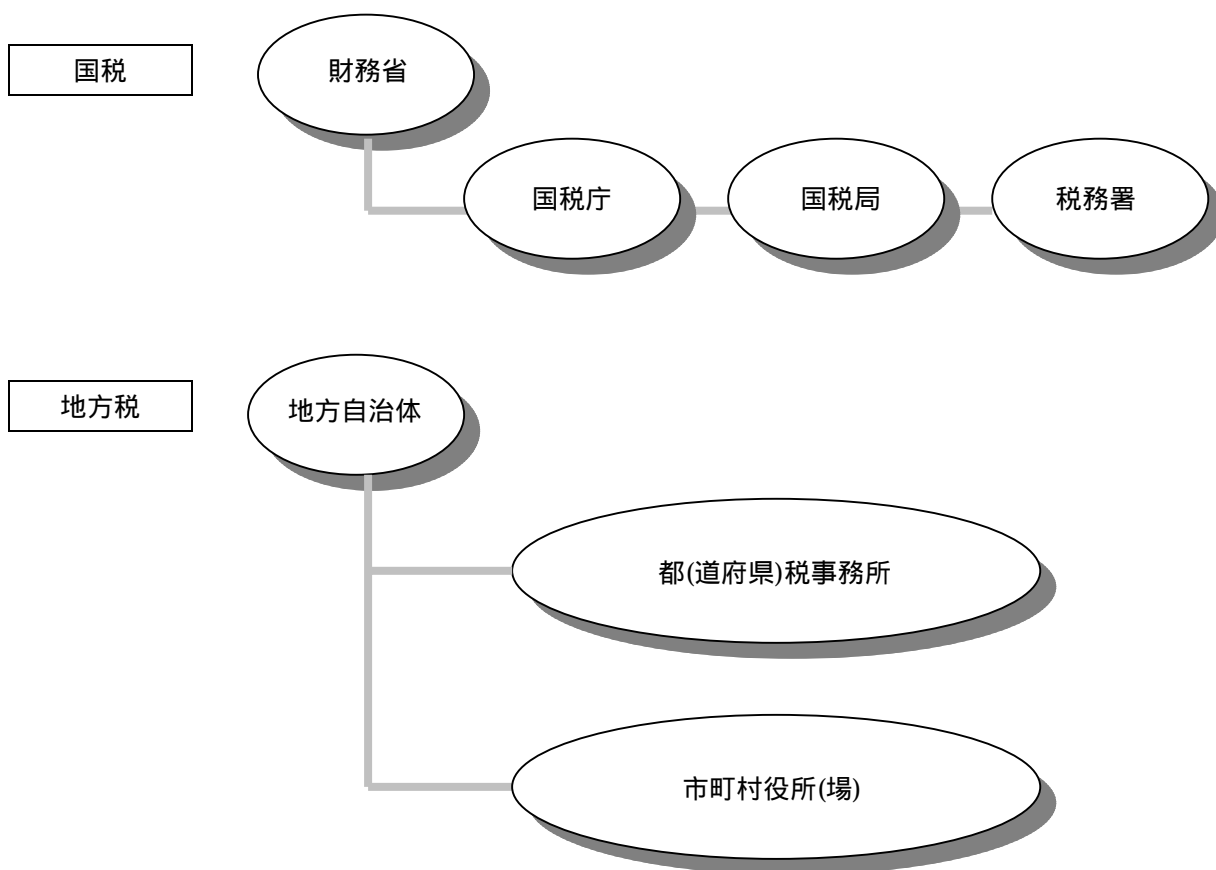 国税
財務省
国税庁
国税局
税務署
地方税
地方自治体
都(道府県)税事務所
市町村役所(場)